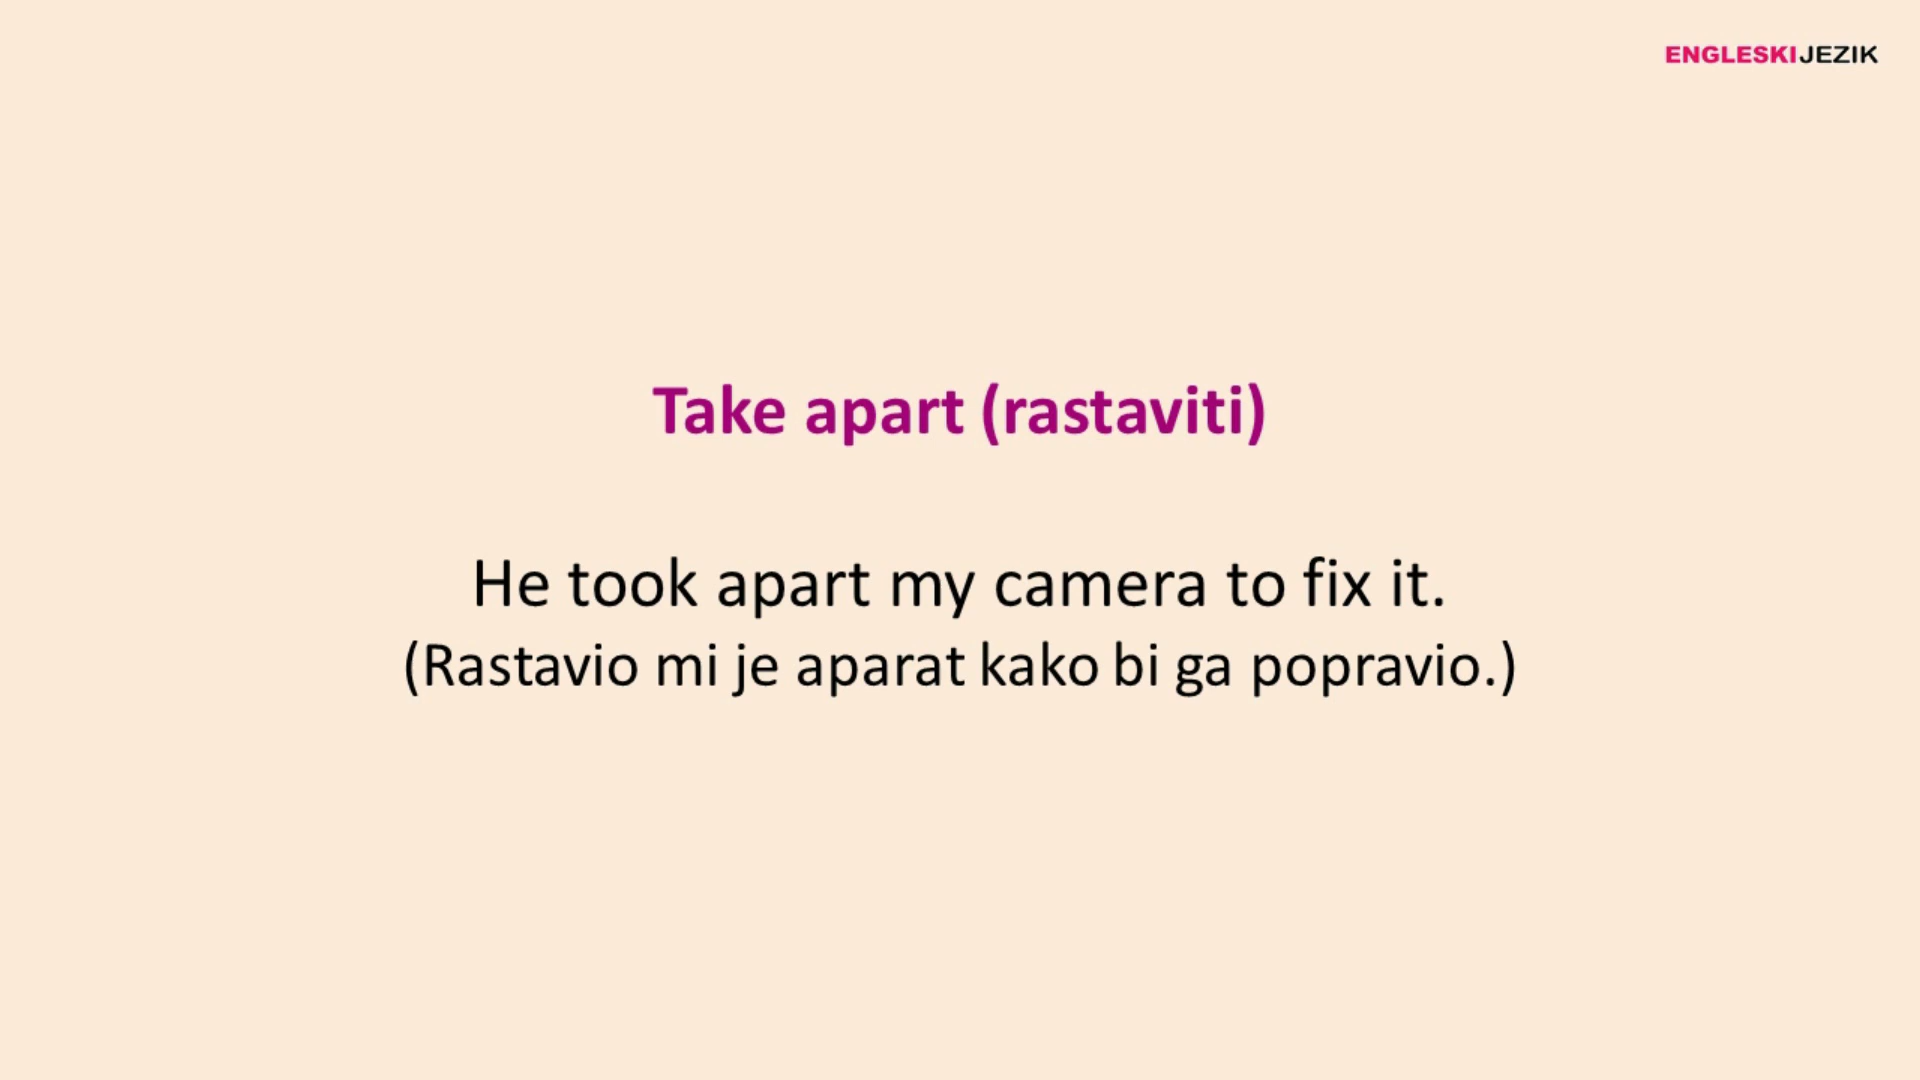 ENGLESKIJEZIK
Take apart (rastaviti)
He took apart my camera to fix it.
(Rastavio mi je aparat kako bi ga popravio.)